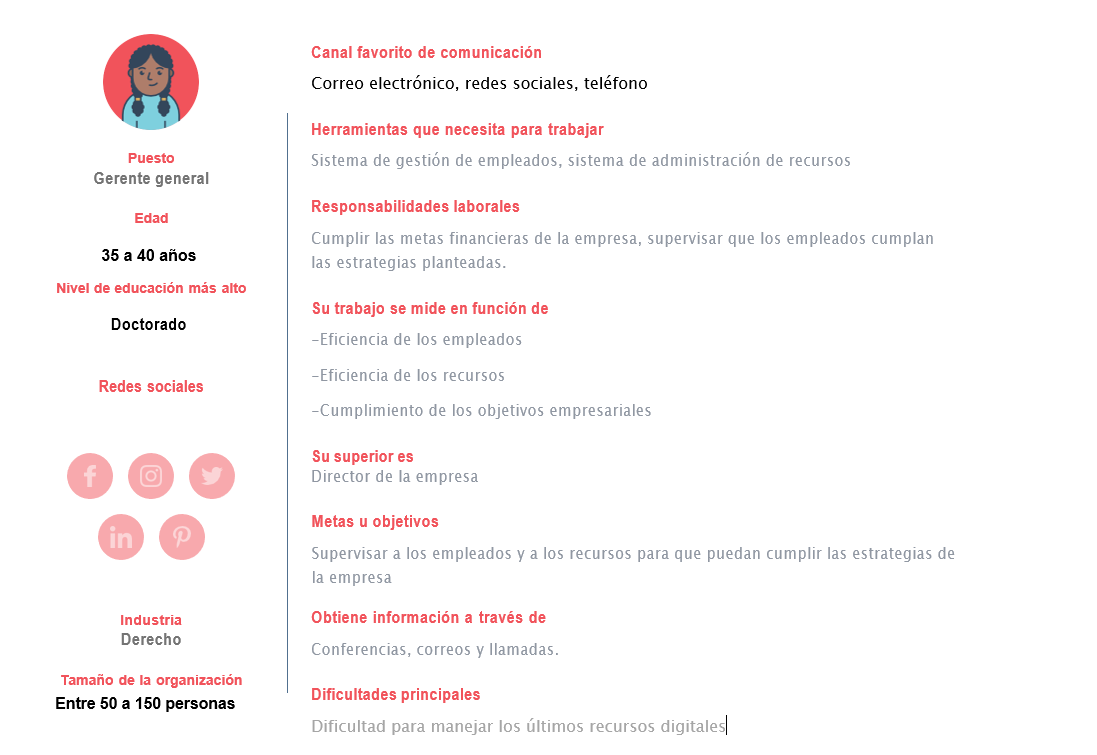 Puesto
Gerente general
Edad
35 a 40 años
Nivel de educación más alto
Doctorado
Redes sociales
f
in
Industria
Derecho
Tamaño de la organización
Entre 50 a 150 personas
Canal favorito de comunicación
Correo electrónico, redes sociales, teléfono
Herramientas que necesita para trabajar
Sistema de gestión de empleados, sistema de administración de recursos
Responsabilidades laborales
Cumplir las metas financieras de la empresa, supervisar que los empleados cumplan
las estrategias planteadas.
Su trabajo se mide en función de
-Eficiencia de los empleados
-Eficiencia de los recursos
-Cumplimiento de los objetivos empresariales
Su superior es
Director de la empresa
Metas u objetivos
Supervisar a los empleados y a los recursos para que puedan cumplir las estrategias de
la empresa
Obtiene información a través de
Conferencias, correos y llamadas.
Dificultades principales
Dificultad para manejar los últimos recursos digitales